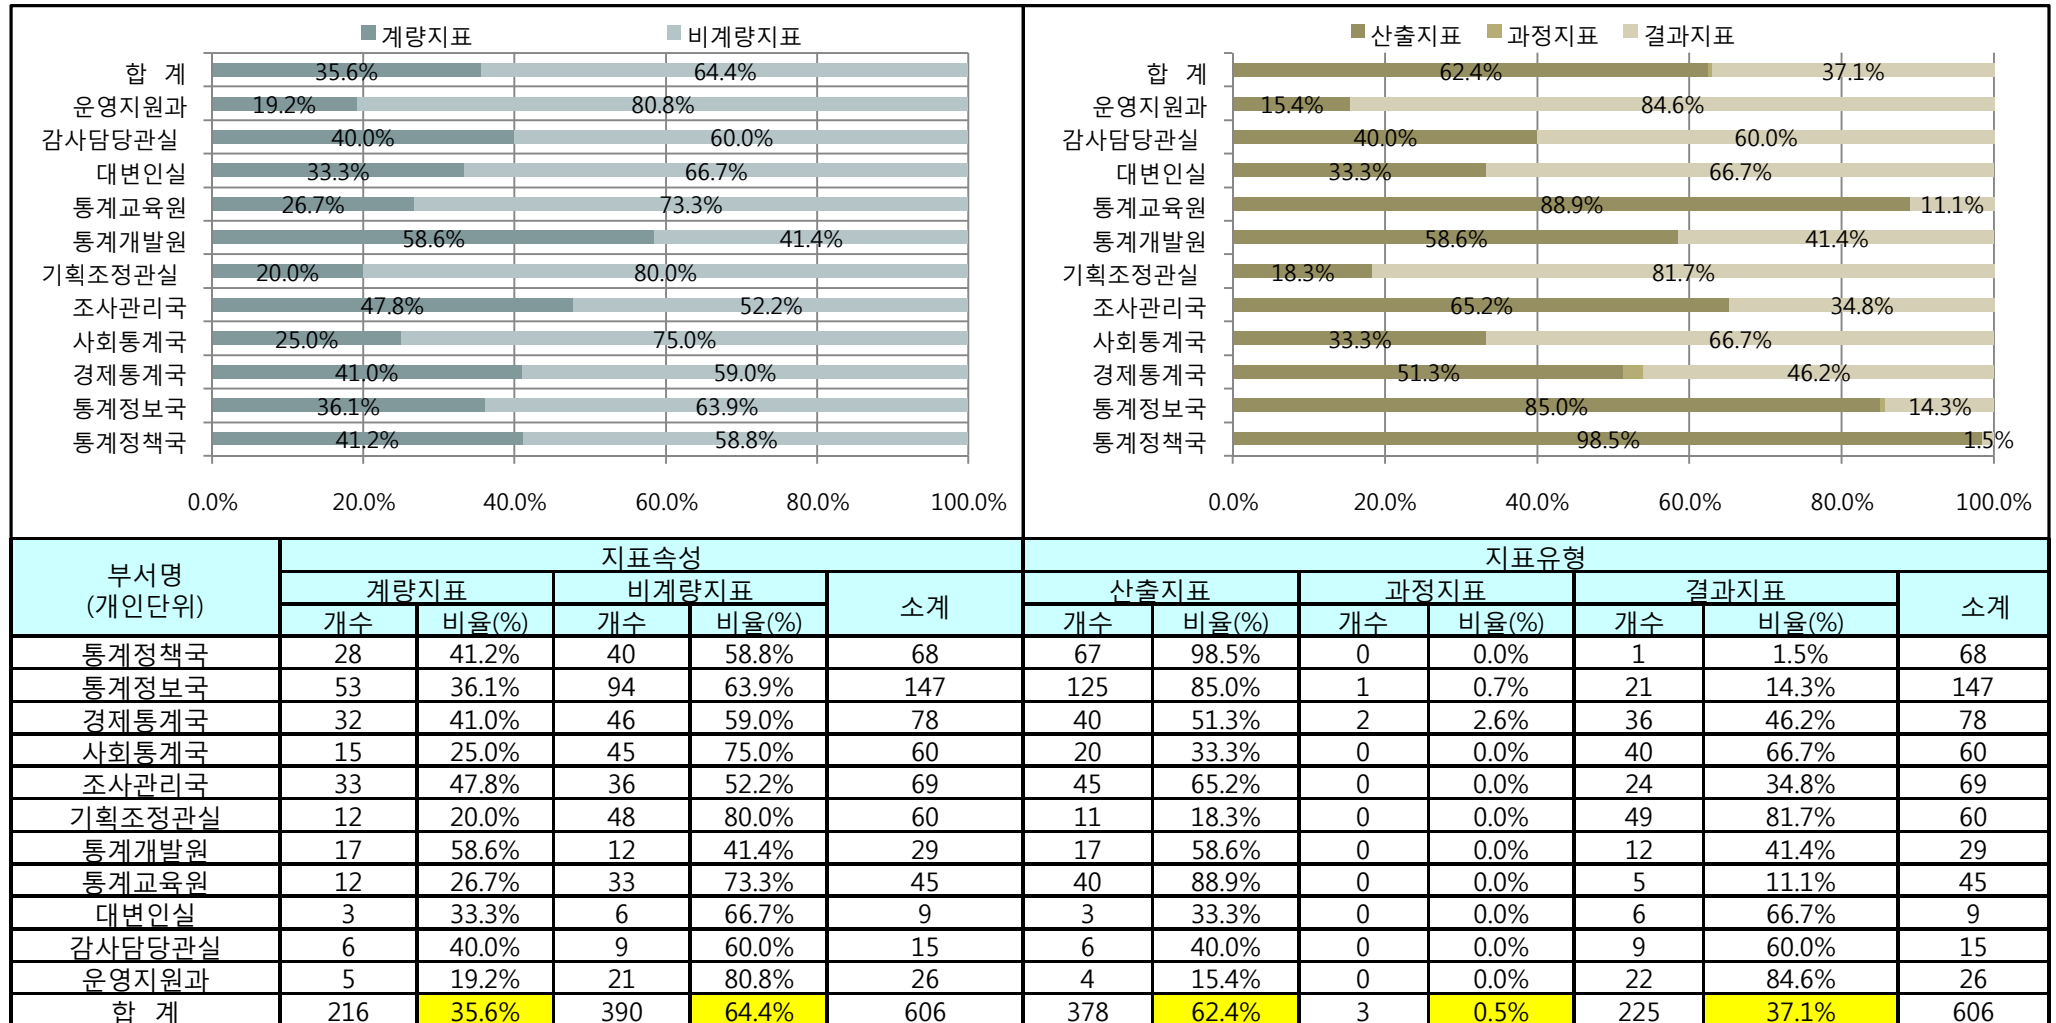 계량지표 비계량지표
합 계 35.6% 64.4%
운영지원과 19.2% 80.8%
감사담당관실 40.0% 60.0%
대변인실 33.3% 66.7%
통계교육원 26.7% 73.3%
통계개발원 58.6% 41.4%
기획조정관실 20.0% 80.0%
조사관리국 47.8% 52.2%
사회통계국 25.0% 75.0%
경제통계국 41.0% 59.0%
통계정보국 36.1% 63.9%
통계정책국 41.2% 58.8%
0.0% 20.0% 40.0% 60.0% 80.0% 100.0%
산출지표 과정지표 결과지표
합 계 62.4% 37.1%
운영지원과 15.4% 84.6%
감사담당관실 40.0% 60.0%
대변인실 33.3% 66.7%
통계교육원 88.9% 11.1%
통계개발원 58.6% 41.4%
기획조정관실 18.3% 81.7%
조사관리국 65.2% 34.8%
사회통계국 33.3% 66.7%
경제통계국 51.3% 46.2%
통계정보국 85.0% 14.3%
통계정책국 98.5% 1.5%
0.0% 20.0% 40.0% 60.0% 80.0% 100.0%
부서명
(개인단위)
지표속성 지표유형
계량지표 비계량지표 소계 산출지표 과정지표 결과지표 소계
개수 비율(%) 개수 비율(%) 개수 비율(%) 개수 비율(%) 개수 비율(%)
통계정책국 28 41.2% 40 58.8% 68 67 98.5% 0 0.0% 1 1.5% 68
통계정보국 53 36.1% 94 63.9% 147 125 85.0% 1 0.7% 21 14.3% 147
경제통계국 32 41.0% 46 59.0% 78 40 51.3% 2 2.6% 36 46.2% 78
사회통계국 15 25.0% 45 75.0% 60 20 33.3% 0 0.0% 40 66.7% 60
조사관리국 33 47.8% 36 52.2% 69 45 65.2% 0 0.0% 24 34.8% 69
기획조정관실 12 20.0% 48 80.0% 60 11 18.3% 0 0.0% 49 81.7% 60
통계개발원 17 58.6% 12 41.4% 29 17 58.6% 0 0.0% 12 41.4% 29
통계교육원 12 26.7% 33 73.3% 45 40 88.9% 0 0.0% 5 11.1% 45
대변인실 3 33.3% 6 66.7% 9 3 33.3% 0 0.0% 6 66.7% 9
감사담당관실 6 40.0% 9 60.0% 15 6 40.0% 0 0.0% 9 60.0% 15
운영지원과 5 19.2% 21 80.8% 26 4 15.4% 0 0.0% 22 84.6% 26
합 계 216 35.6% 390 64.4% 606 378 62.4% 3 0.5% 225 37.1% 606